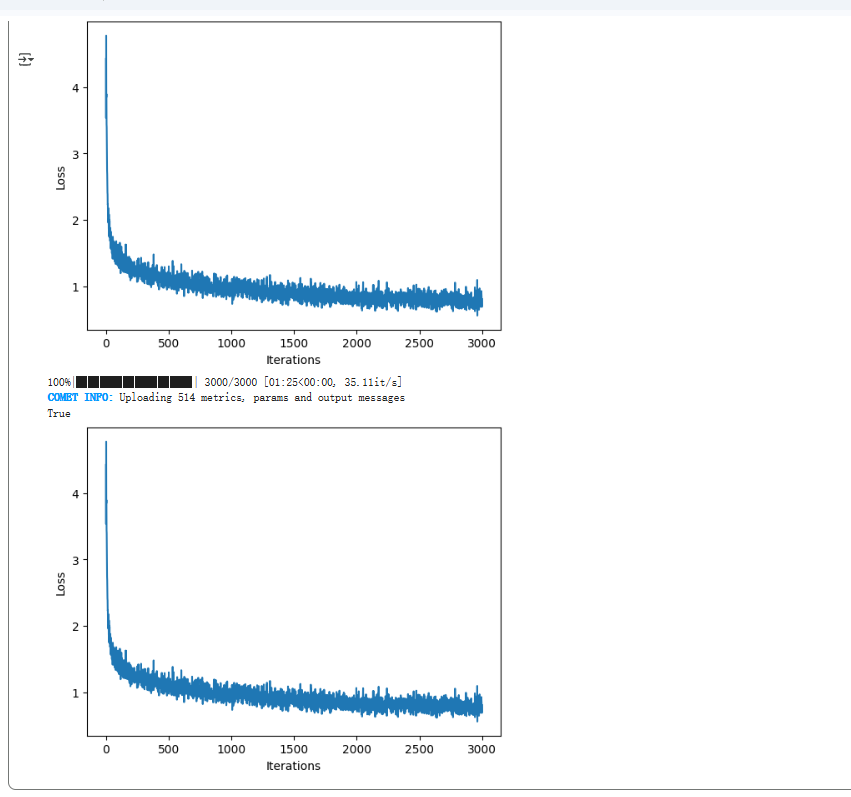 4
3
2
1
Loss
0 500 1000 1500 2000 2500 3000
Iterations
100%| | 3000/3000 [01:25<00:00, 35.11it/s]
COMET INFO: Uploading 514 metrics, params and output messages
True
4
3
2
1
Loss
0 500 1000 1500 2000 2500 3000
Iterations